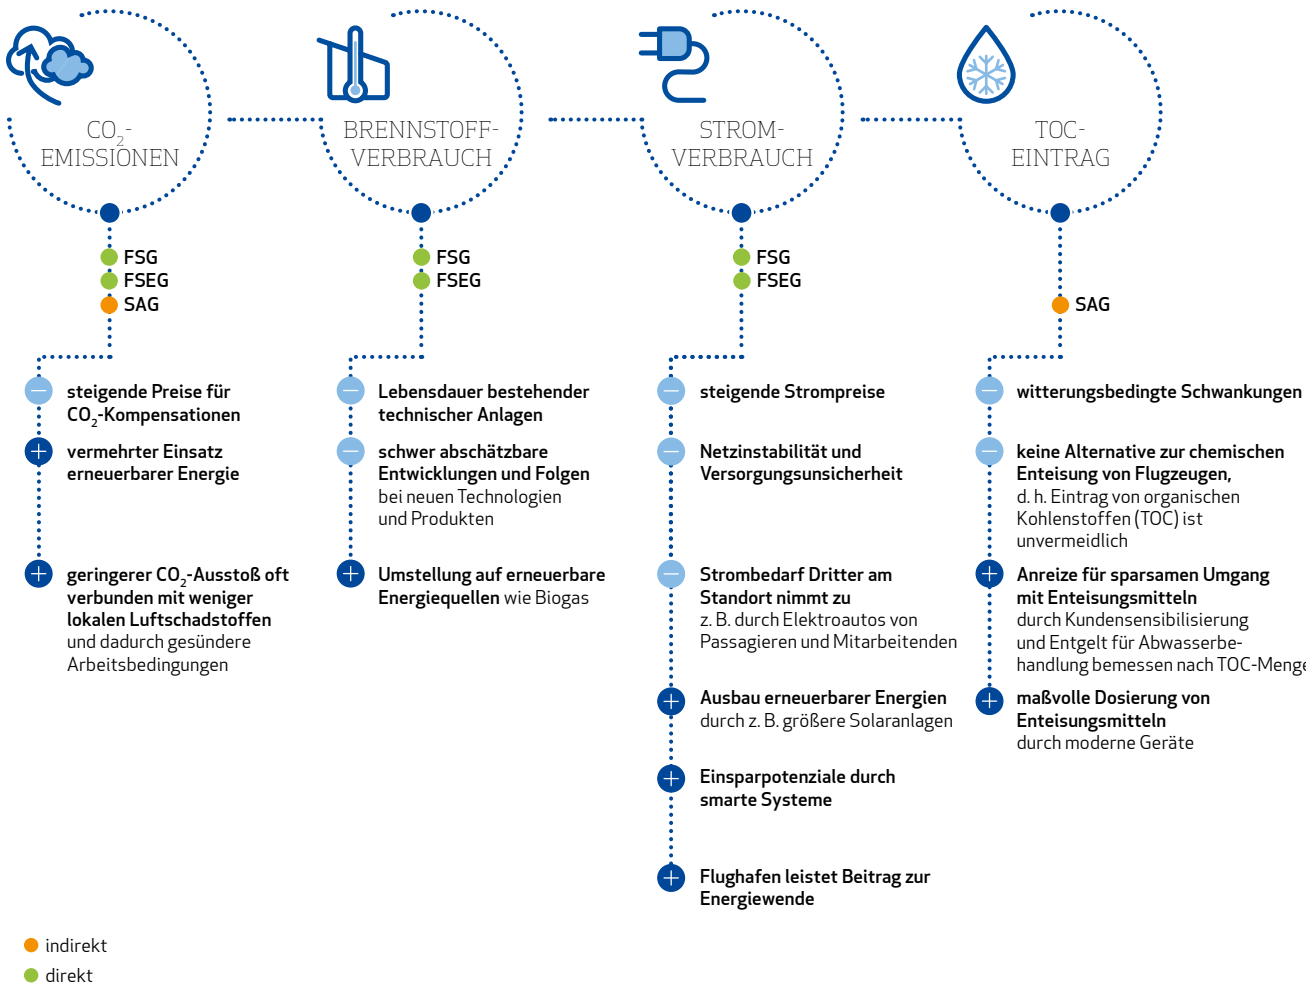 CO2-
EMISSIONEN
FSG
FSEG
SAG
steigende Preise für
CO2-Kompensationen
vermehrter Einsatz
erneuerbarer Energie
geringerer CO2-Ausstoß oft
verbunden mit weniger
lokalen Luftschadstoffen
und dadurch gesündere
Arbeitsbedingungen
BRENNSTOFF-
VERBRAUCH
FSG
FSEG
Lebensdauer bestehender
technischer Anlagen
schwer abschätzbare
Entwicklungen und Folgen
bei neuen Technologien
und Produkten
Umstellung auf erneuerbare
Energiequellen wie Biogas
STROM-
VERBRAUCH
FSG
FSEG
steigende Strompreise
Netzinstabilität und
Versorgungsunsicherheit
Strombedarf Dritter am
Standort nimmt zu
z. B. durch Elektroautos von
Passagieren und Mitarbeitenden
Ausbau erneuerbarer Energien
durch z. B. größere Solaranlagen
Einsparpotenziale durch
smarte Systeme
Flughafen leistet Beitrag zur
Energiewende
TOC-
EINTRAG
SAG
witterungsbedingte Schwankungen
keine Alternative zur chemischen
Enteisung von Flugzeugen,
d. h. Eintrag von organischen
Kohlenstoffen (TOC) ist
unvermeidlich
Anreize für sparsamen Umgang
mit Enteisungsmitteln
durch Kundensensibilisierung
und Entgelt für Abwasserbe-
handlung bemessen nach TOC-Menge
maßvolle Dosierung von
Enteisungsmitteln
durch moderne Geräte
indirekt
direkt